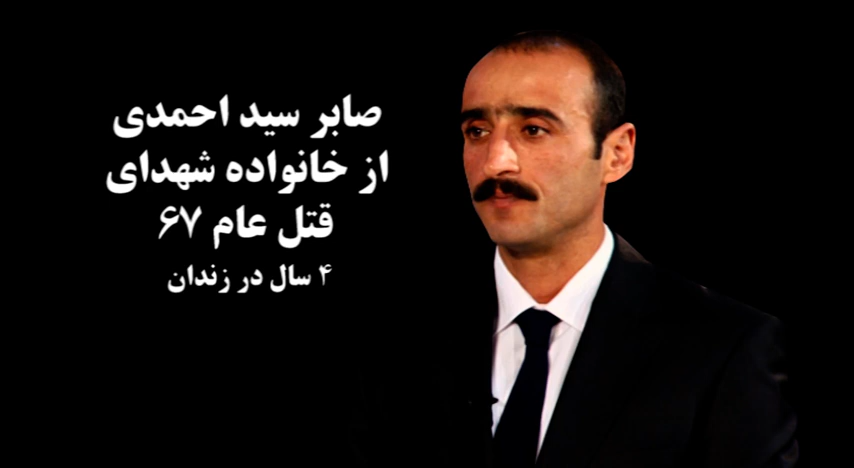 صابر سید احمدی
از خانواده شهدای
قتل عام ۶۷
۴ سال در زندان